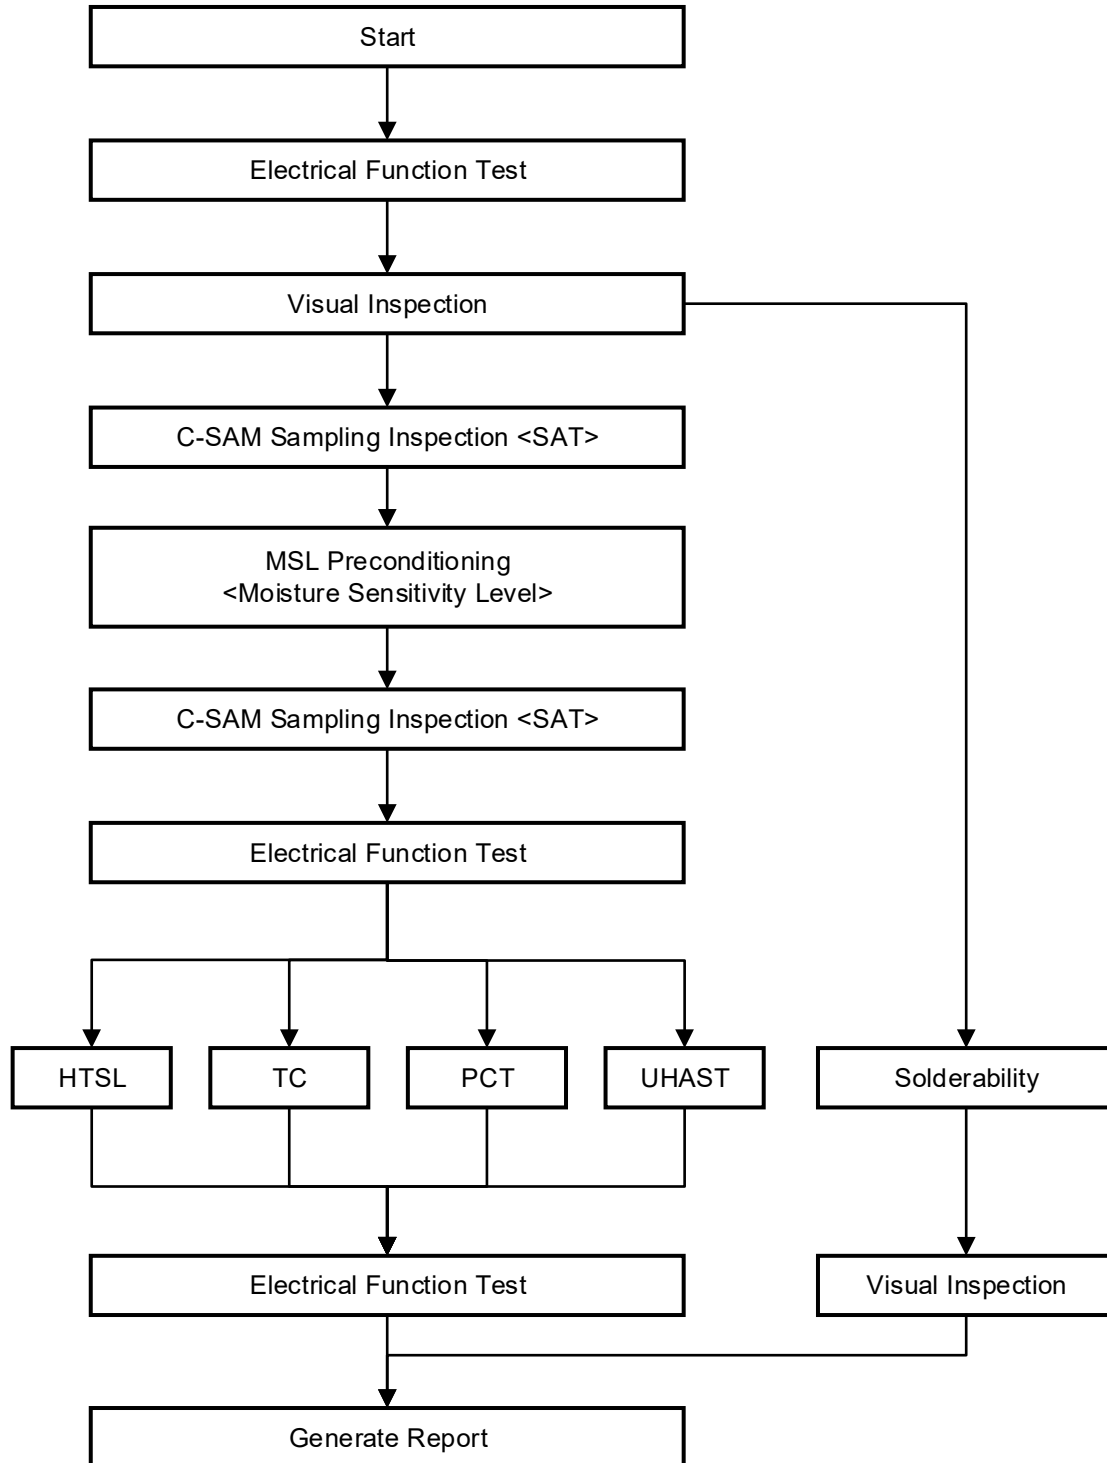 Start
Electrical Function Test
Visual Inspection
C-SAM Sampling Inspection <SAT>
MSL Preconditioning
<Moisture Sensitivity Level>
C-SAM Sampling Inspection <SAT>
Electrical Function Test
HTSL
TC
PCT
UHAST
Solderability
Electrical Function Test
Visual Inspection
Generate Report